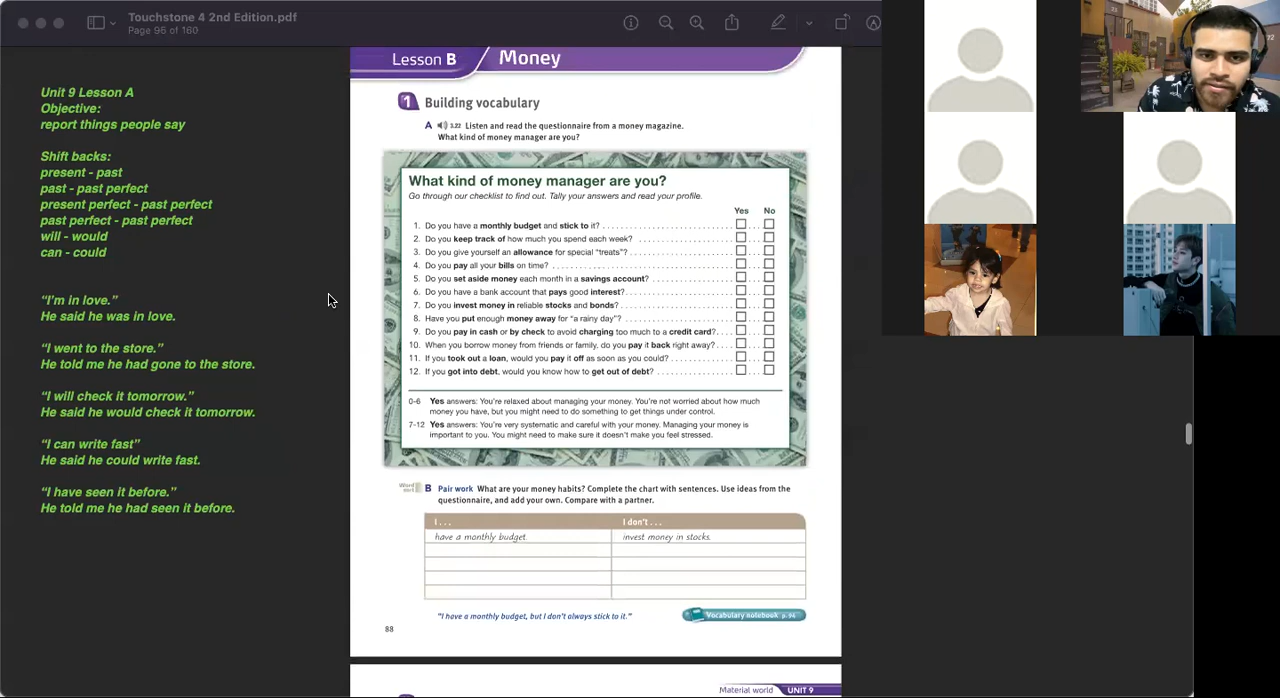 Touchstone 4 2nd Edition.pdf
Page 96 of 160
Unit 9 Lesson A
Objective:
report things people say
Shift backs:
present - past
past - past perfect
present perfect - past perfect
past perfect - past perfect
will - would
can - could
“I'm in love.”
He said he was in love.
“I went to the store.”
He told me he had gone to the store.
“I will check it tomorrow.”
He said he would check it tomorrow.
“I can write fast”
He said he could write fast.
“I have seen it before.”
He told me he had seen it before.
Lesson B Money
1 Building vocabulary
A 3.22 Listen and read the questionnaire from a money magazine.
What kind of money manager are you?
What kind of money manager are you?
Go through our checklist to find out. Tally your answers and read your profile.
Yes No
1. Do you have a monthly budget and stick to it?
2. Do you keep track of how much you spend each week?
3. Do you give yourself an allowance for special “treats”?
4. Do you pay all your bills on time?
5. Do you set aside money each month in a savings account?
6. Do you have a bank account that pays good interest?
7. Do you invest money in reliable stocks and bonds?
8. Have you put enough money away for “a rainy day”?
9. Do you pay in cash or by check to avoid charging too much to a credit card?
10. When you borrow money from friends or family, do you pay it back right away?
11. If you took out a loan, would you pay it off as soon as you could?
12. If you got into debt, would you know how to get out of debt?
0-6 Yes answers: You're relaxed about managing your money. You're not worried about how much
money you have, but you might need to do something to get things under control.
7-12 Yes answers: You're very systematic and careful with your money. Managing your money is
important to you. You might need to make sure it doesn't make you feel stressed.
Word sort B Pair work What are your money habits? Complete the chart with sentences. Use ideas from the
questionnaire, and add your own. Compare with a partner.
I . . . I don't . . .
have a monthly budget. invest money in stocks.
“I have a monthly budget, but I don't always stick to it.”
Vocabulary notebook p. 94
88
Material world UNIT 9